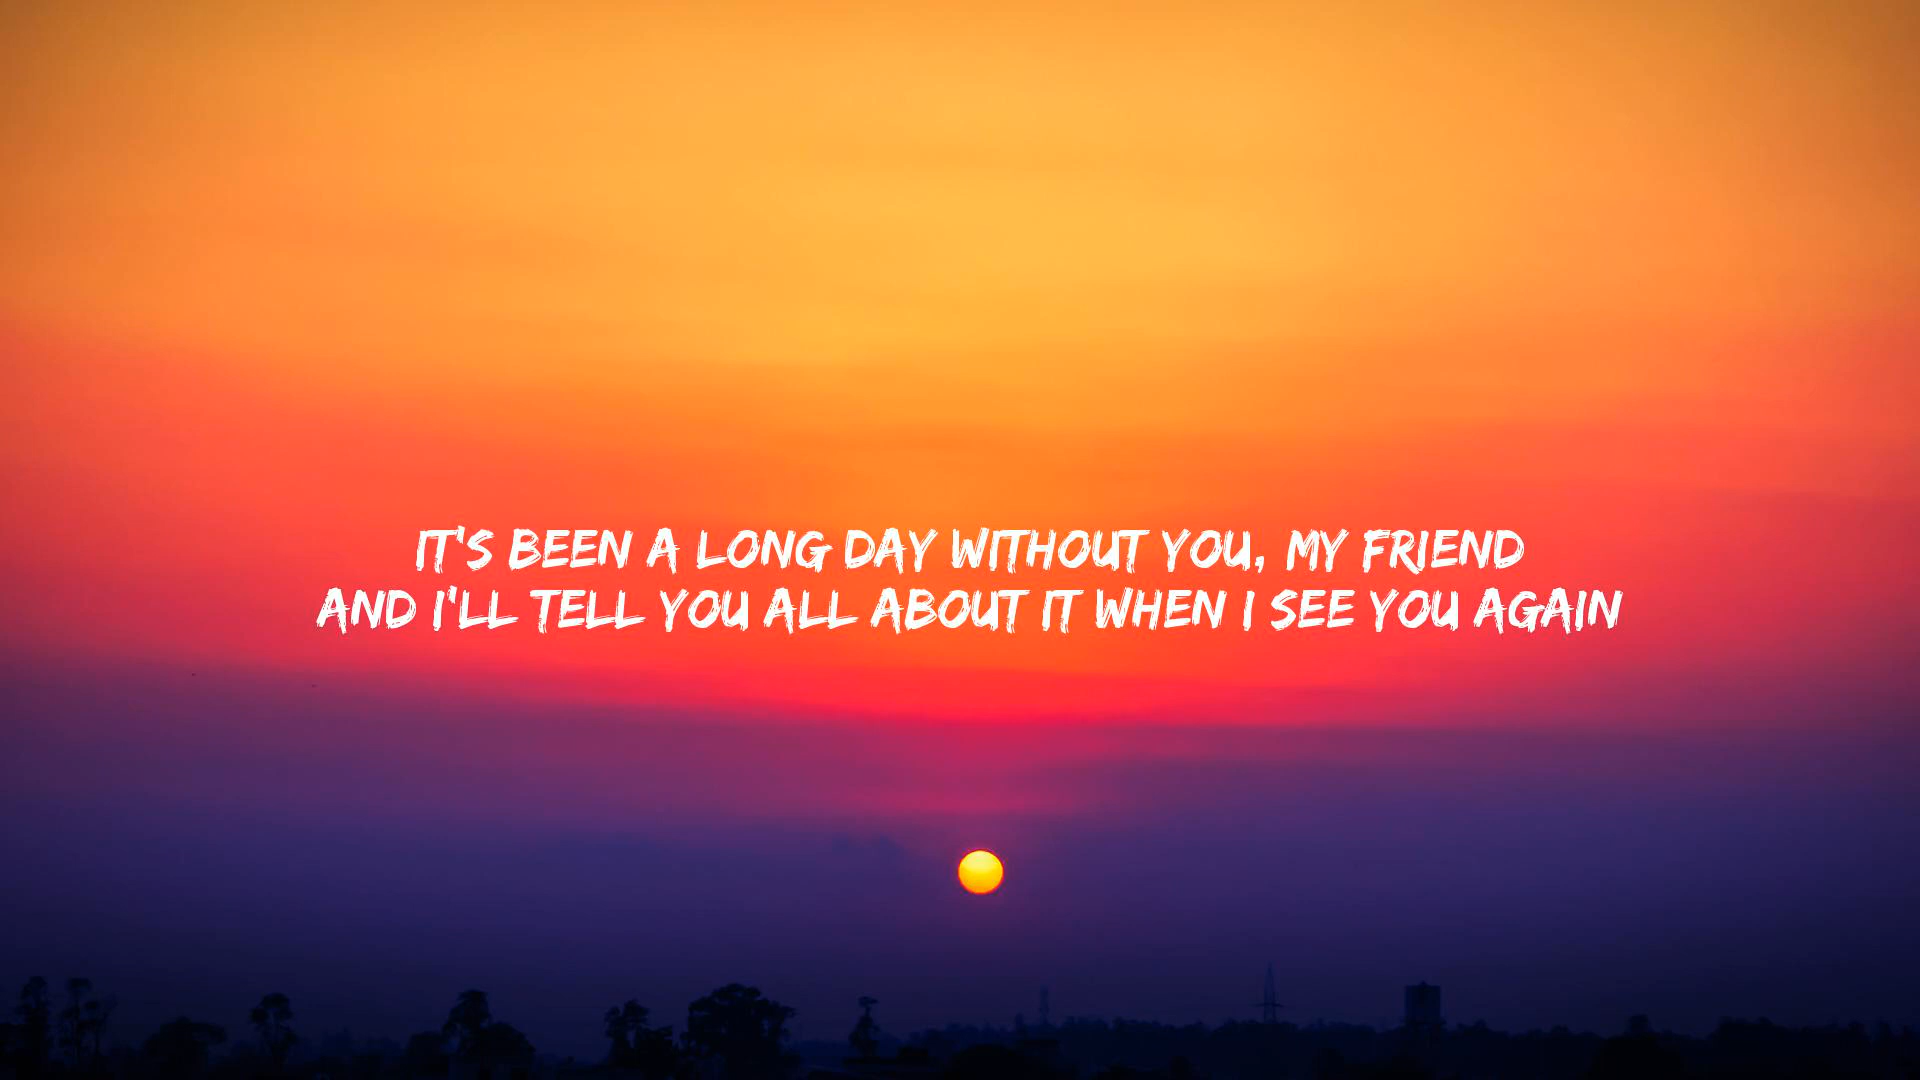 IT'S BEEN A LONG DAY WITHOUT YOU, MY FRIEND
AND I'LL TELL YOU ALL ABOUT IT WHEN I SEE YOU AGAIN